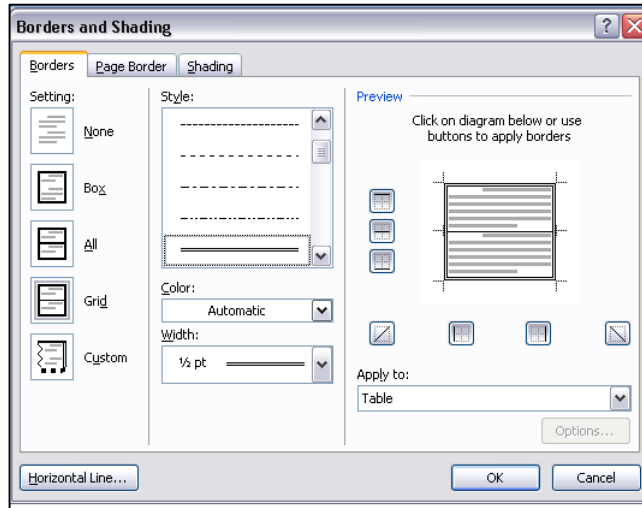 Borders and Shading
Borders
Page Border
Shading
Setting:
None
Box
All
Grid
Custom
Style:
Color:
Automatic
Width:
½ pt
Preview
Click on diagram below or use
buttons to apply borders
Apply to:
Table
Options...
Horizontal Line...
OK
Cancel